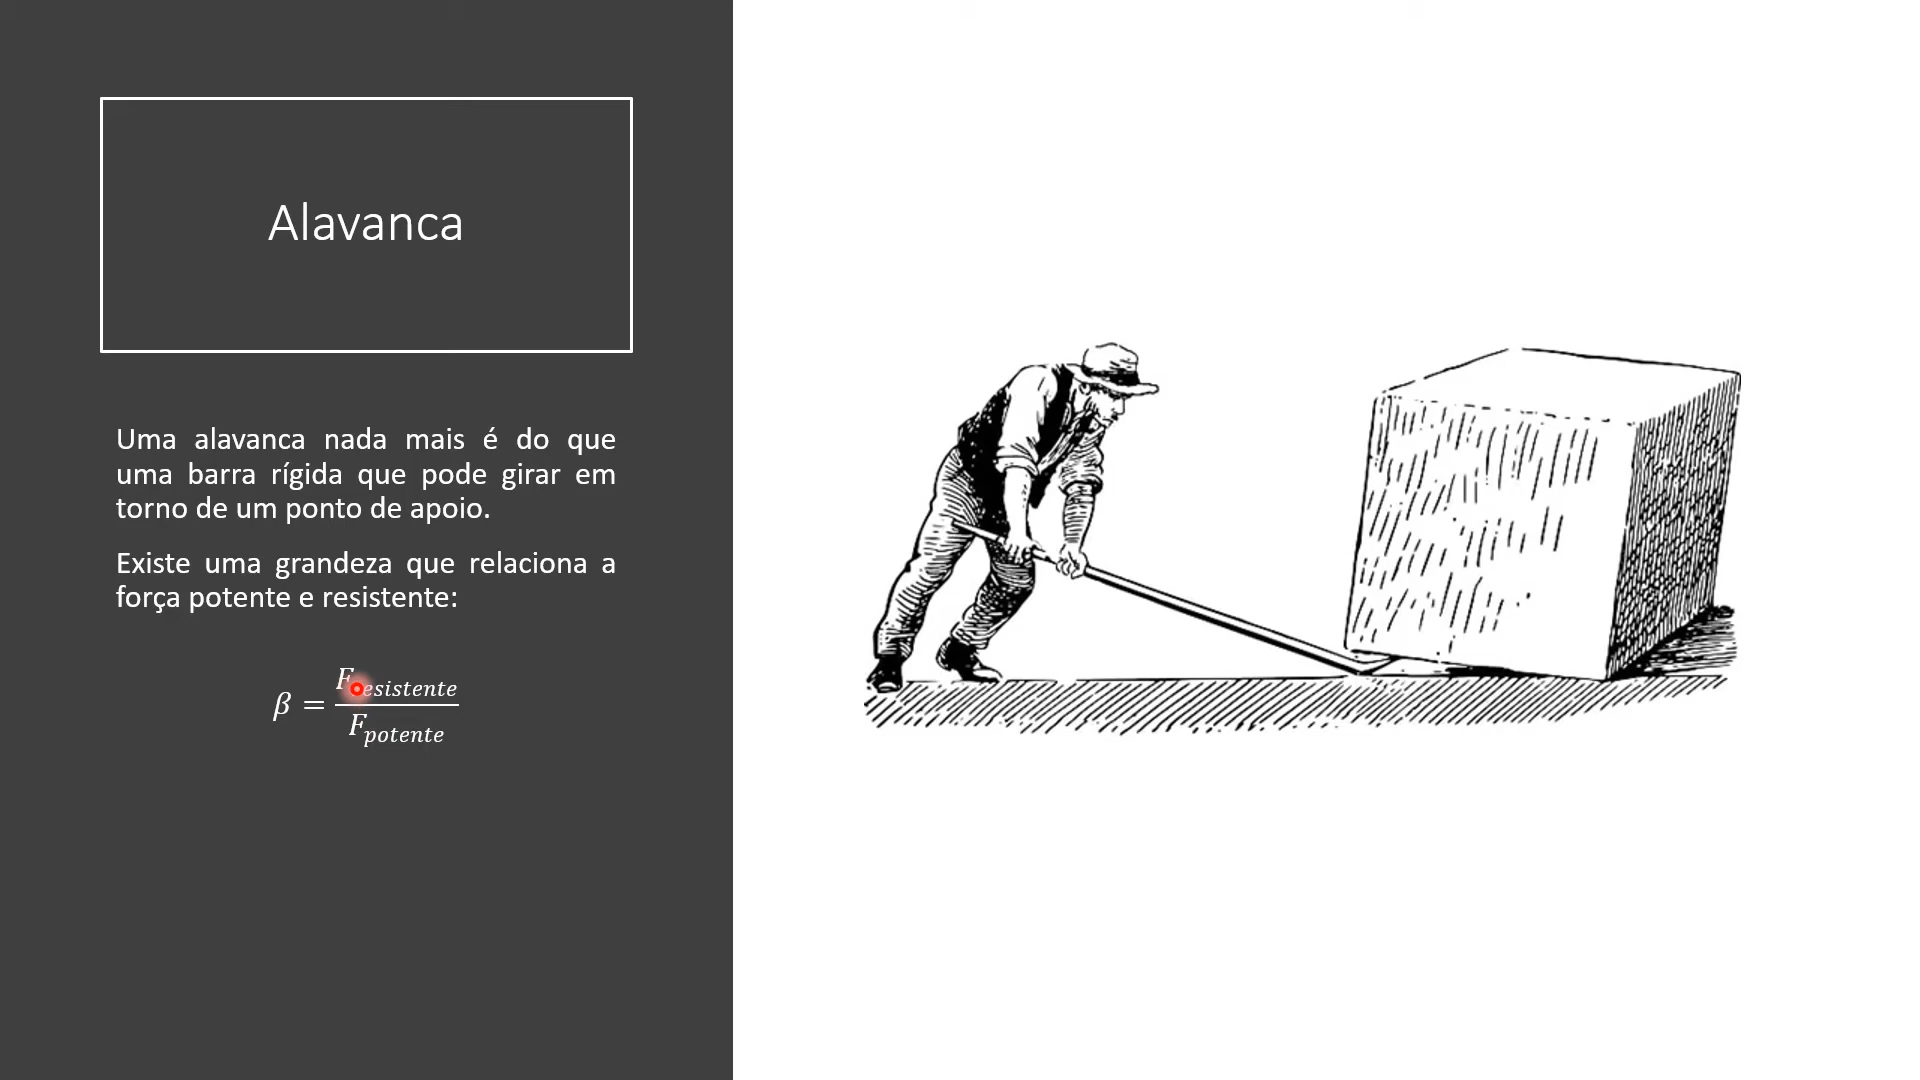 Alavanca
Uma alavanca nada mais é do que
uma barra rígida que pode girar em
torno de um ponto de apoio.
Existe uma grandeza que relaciona a
força potente e resistente:
β = F_resistente / F_potente